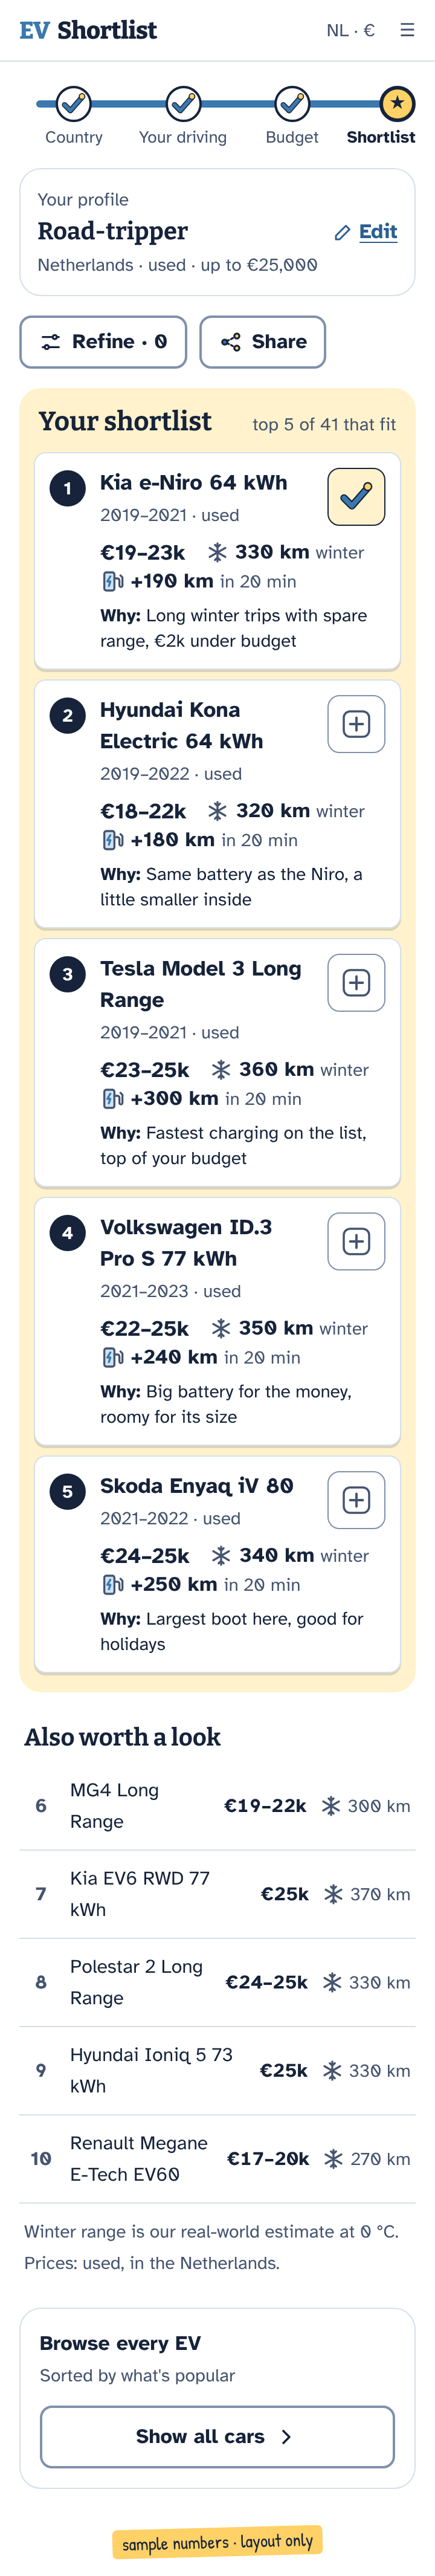 EV Shortlist
NL · € ☰
Country Your driving Budget Shortlist
Your profile
Road-tripper
Edit
Netherlands · used · up to €25,000
Refine · 0
Share
Your shortlist
top 5 of 41 that fit
1
Kia e-Niro 64 kWh
2019–2021 · used
€19–23k 330 km winter
+190 km in 20 min
Why: Long winter trips with spare
range, €2k under budget
2
Hyundai Kona
Electric 64 kWh
2019–2022 · used
€18–22k 320 km winter
+180 km in 20 min
Why: Same battery as the Niro, a
little smaller inside
3
Tesla Model 3 Long
Range
2019–2021 · used
€23–25k 360 km winter
+300 km in 20 min
Why: Fastest charging on the list,
top of your budget
4
Volkswagen ID.3
Pro S 77 kWh
2021–2023 · used
€22–25k 350 km winter
+240 km in 20 min
Why: Big battery for the money,
roomy for its size
5
Skoda Enyaq iV 80
2021–2022 · used
€24–25k 340 km winter
+250 km in 20 min
Why: Largest boot here, good for
holidays
Also worth a look
6
MG4 Long
Range
€19–22k 300 km
7
Kia EV6 RWD 77
kWh
€25k 370 km
8
Polestar 2 Long
Range
€24–25k 330 km
9
Hyundai Ioniq 5 73
kWh
€25k 330 km
10
Renault Megane
E-Tech EV60
€17–20k 270 km
Winter range is our real-world estimate at 0 °C.
Prices: used, in the Netherlands.
Browse every EV
Sorted by what's popular
Show all cars
sample numbers · layout only